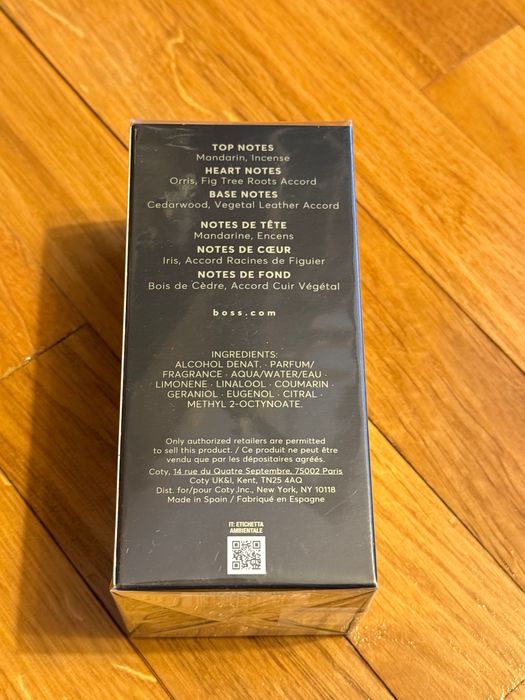 TOP NOTES
Mandarin, Incense
HEART NOTES
Orris, Fig Tree Roots Accord
BASE NOTES
Cedarwood, Vegetal Leather Accord
NOTES DE TÊTE
Mandarine, Encens
NOTES DE CŒUR
Iris, Accord Racines de Figuier
NOTES DE FOND
Bois de Cèdre, Accord Cuir Végétal
boss.com
INGREDIENTS:
ALCOHOL DENAT. · PARFUM/
FRAGRANCE · AQUA/WATER/EAU ·
LIMONENE · LINALOOL · COUMARIN ·
GERANIOL · EUGENOL · CITRAL ·
METHYL 2-OCTYNOATE.
Only authorized retailers are permitted
to sell this product. / Ce produit ne peut être
vendu que par les dépositaires agréés.
Coty, 14 rue du Quatre Septembre, 75002 Paris
Coty UK&I, Kent, TN25 4AQ
Dist. for/pour Coty Inc., New York, NY 10118
Made in Spain / Fabriqué en Espagne
IT: ETICHETTA
AMBIENTALE